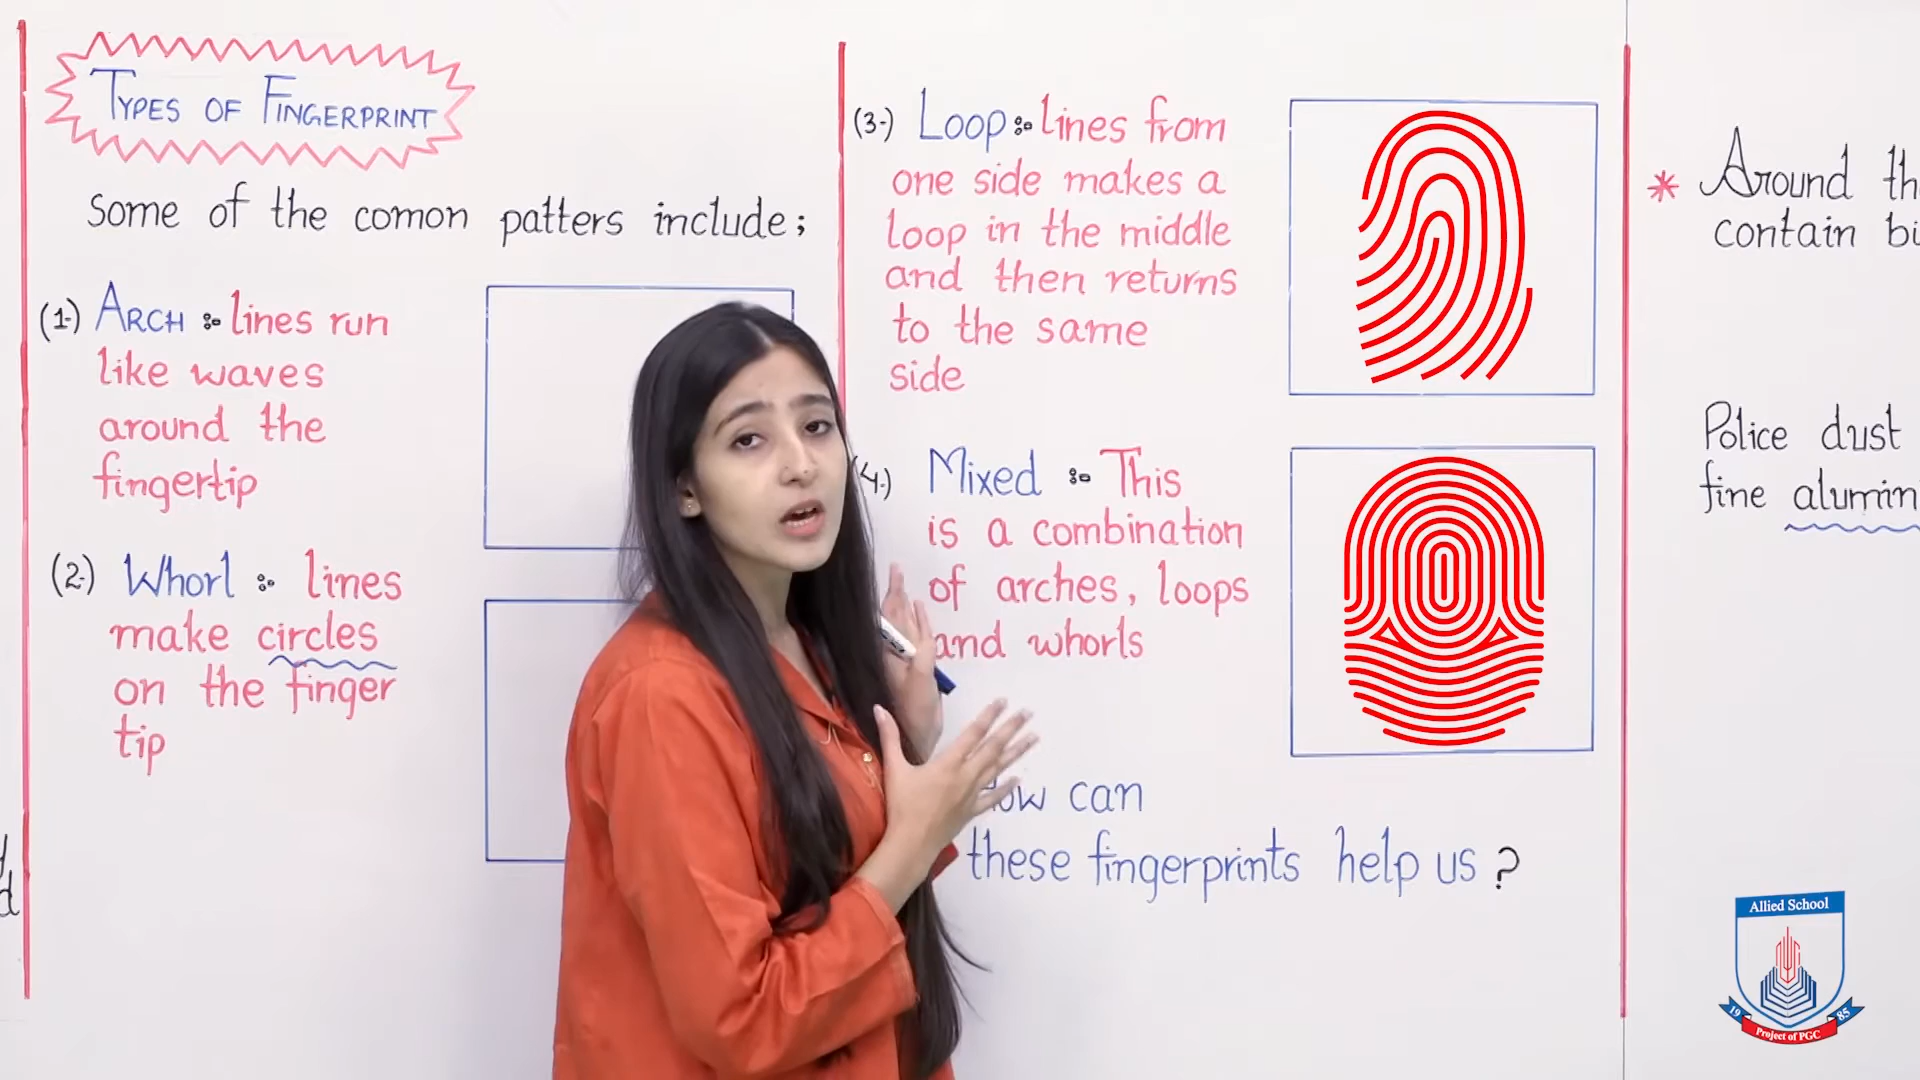 TYPES OF FINGERPRINT
some of the comon patters include;
(1-) ARCH :- lines run
like waves
around the
fingertip
(2-) Whorl :- lines
make circles
on the finger
tip
(3-) Loop :- lines from
one side makes a
loop in the middle
and then returns
to the same
side
(4-) Mixed :- This
is a combination
of arches, loops
and whorls
How can
these fingerprints help us ?
* Around th
contain bi
Police dust
fine alumin
Allied School
19 85
Project of PGC